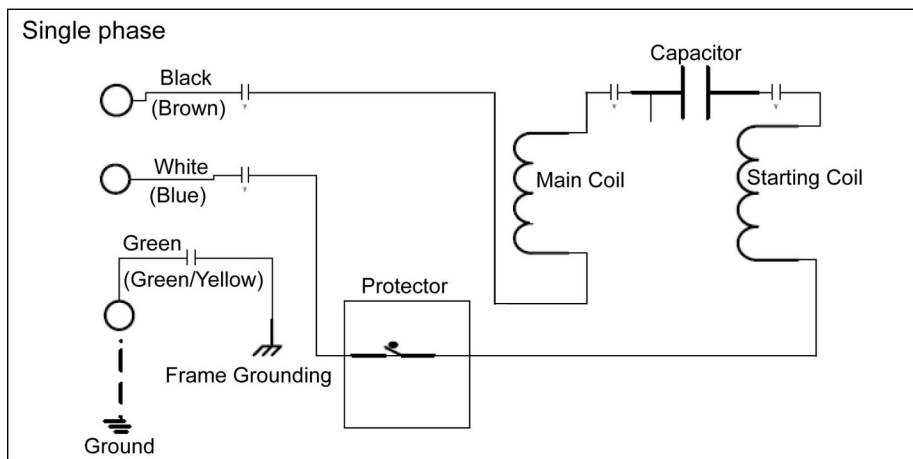 Single phase
Black
(Brown)
White
(Blue)
Green
(Green/Yellow)
Ground
Frame Grounding
Protector
Main Coil
Capacitor
Starting Coil